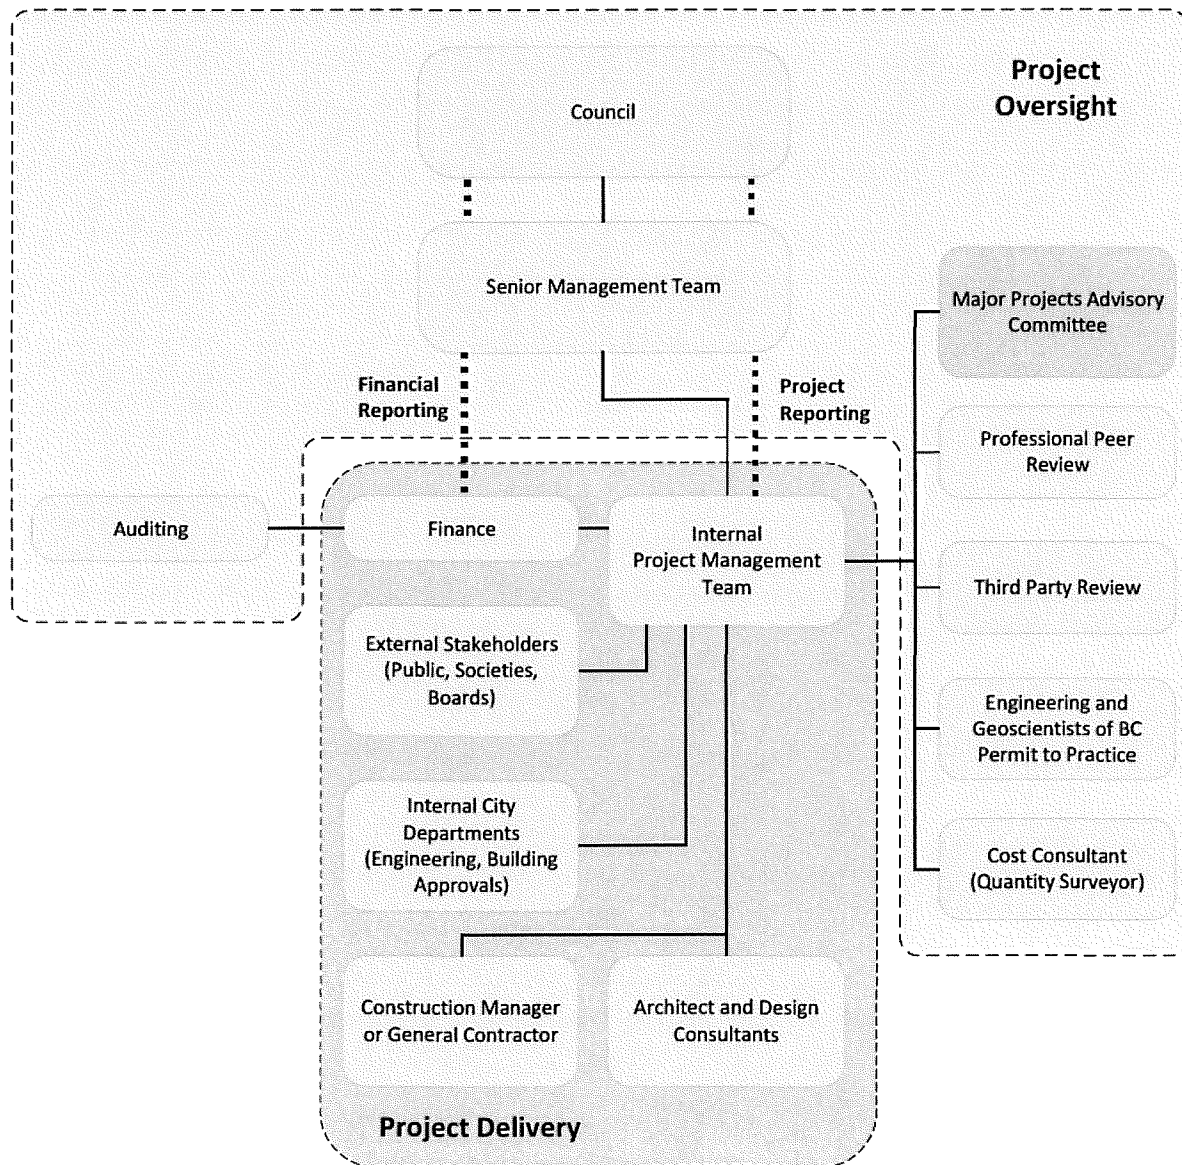 Project
Oversight
Council
Senior Management Team
Major Projects Advisory
Committee
Financial
Reporting
Project
Reporting
Professional Peer
Review
Auditing
Finance
Internal
Project Management
Team
Third Party Review
External Stakeholders
(Public, Societies,
Boards)
Engineering and
Geoscientists of BC
Permit to Practice
Internal City
Departments
(Engineering, Building
Approvals)
Cost Consultant
(Quantity Surveyor)
Construction Manager
or General Contractor
Architect and Design
Consultants
Project Delivery